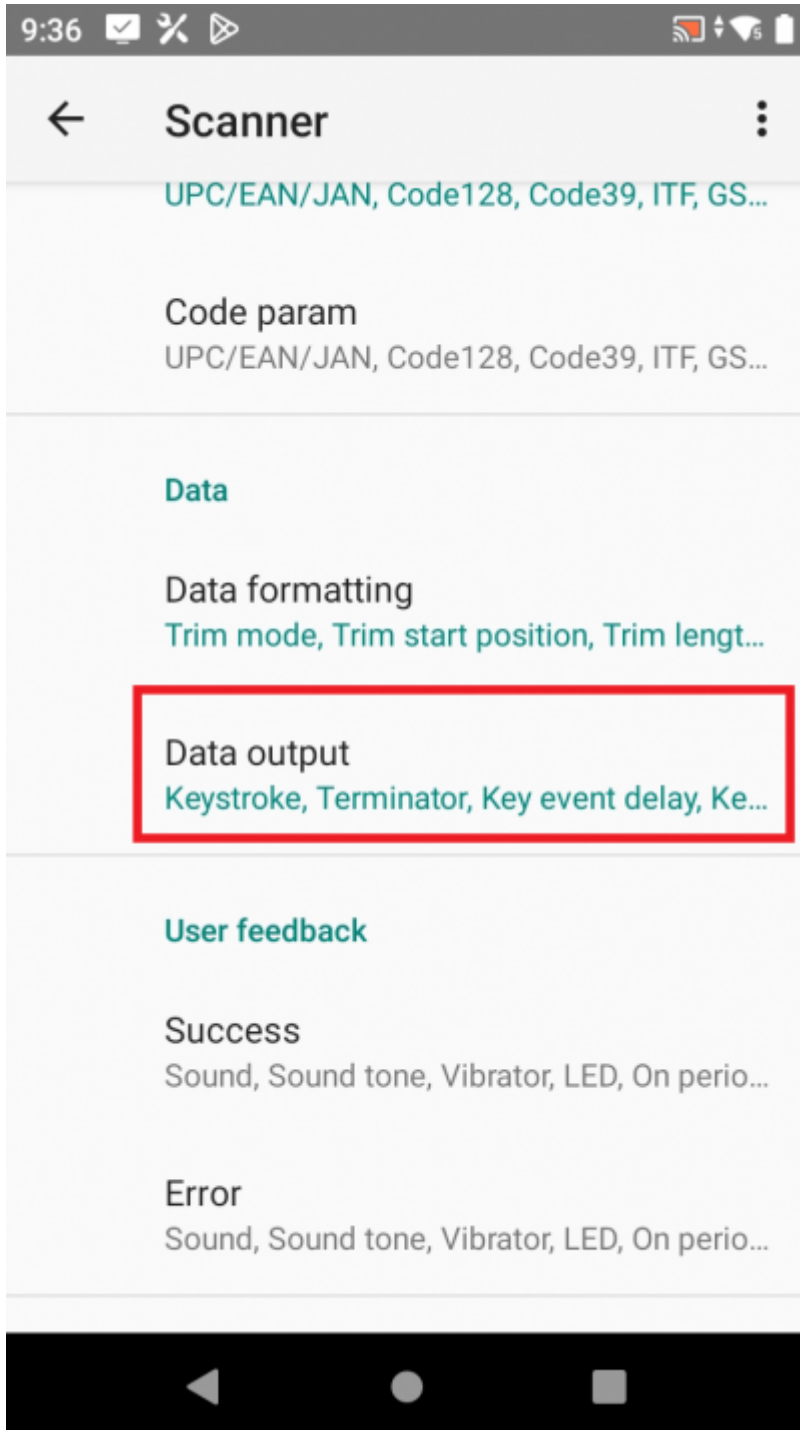 9:36
5
Scanner
UPC/EAN/JAN, Code128, Code39, ITF, GS...
Code param
UPC/EAN/JAN, Code128, Code39, ITF, GS...
Data
Data formatting
Trim mode, Trim start position, Trim lengt...
Data output
Keystroke, Terminator, Key event delay, Ke...
User feedback
Success
Sound, Sound tone, Vibrator, LED, On perio...
Error
Sound, Sound tone, Vibrator, LED, On perio...